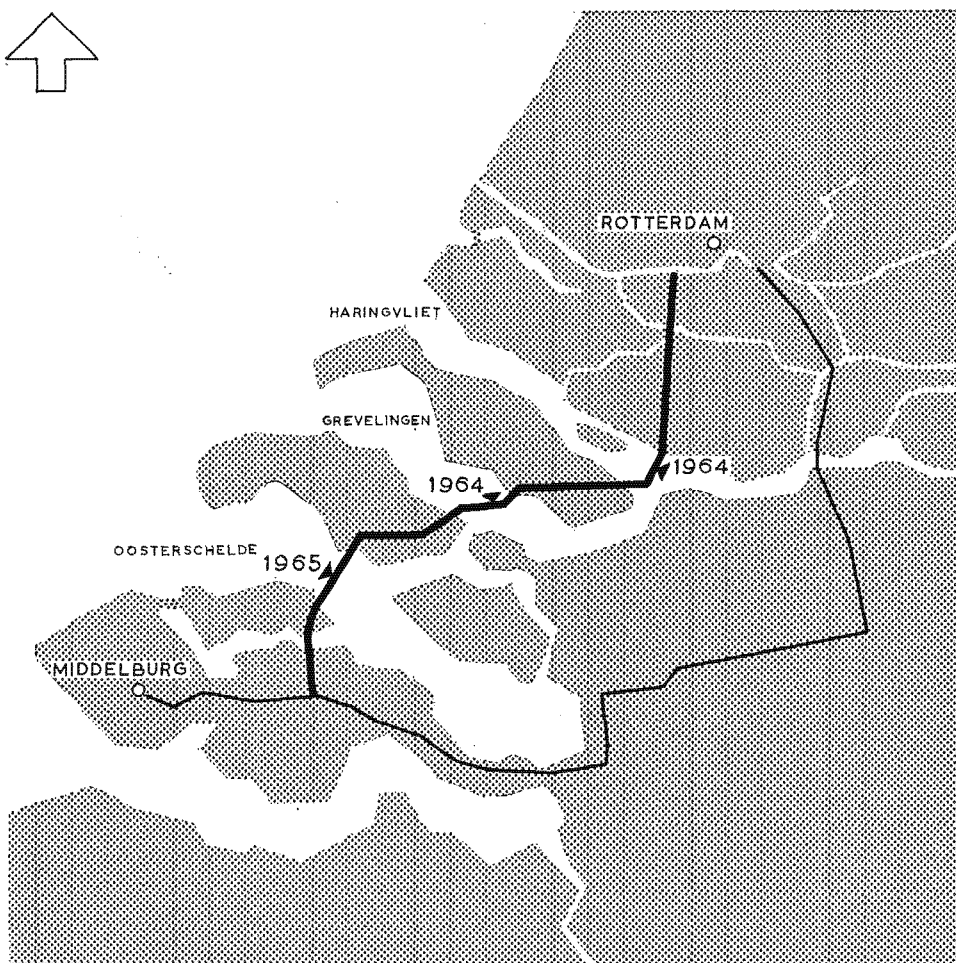 ROTTERDAM
HARINGVLIET
GREVELINGEN
1964
1964
OOSTERSCHELDE
1965
MIDDELBURG